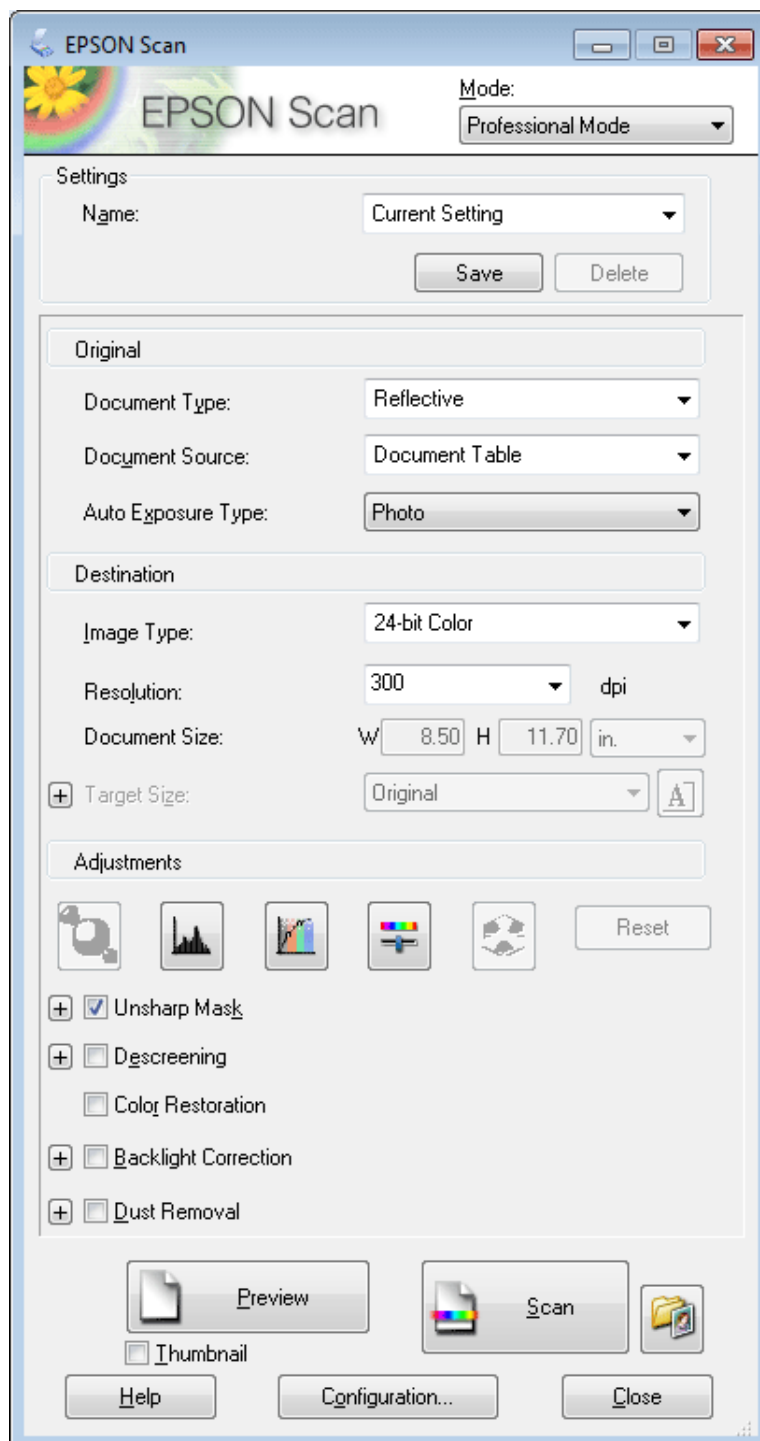 EPSON Scan
EPSON Scan
Mode:
Professional Mode
Settings
Name:
Current Setting
Save
Delete
Original
Document Type:
Reflective
Document Source:
Document Table
Auto Exposure Type:
Photo
Destination
Image Type:
24-bit Color
Resolution:
300
dpi
Document Size:
W 8.50 H 11.70 in.
Target Size:
Original
A
Adjustments
Reset
Unsharp Mask
Descreening
Color Restoration
Backlight Correction
Dust Removal
Preview
Scan
Thumbnail
Help
Configuration...
Close